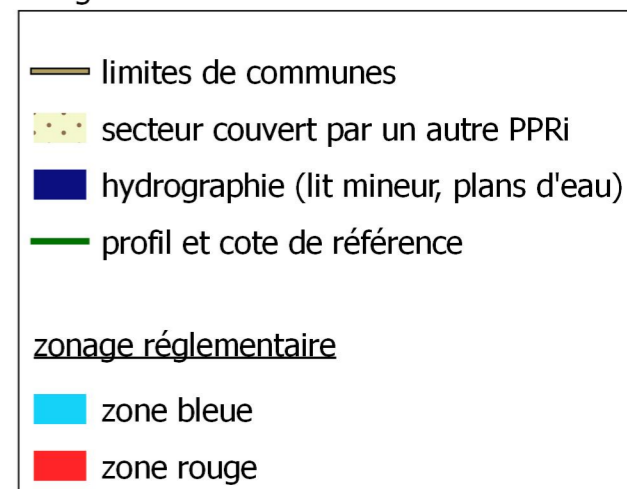 limites de communes
secteur couvert par un autre PPRi
hydrographie (lit mineur, plans d'eau)
profil et cote de référence
zonage réglementaire
zone bleue
zone rouge